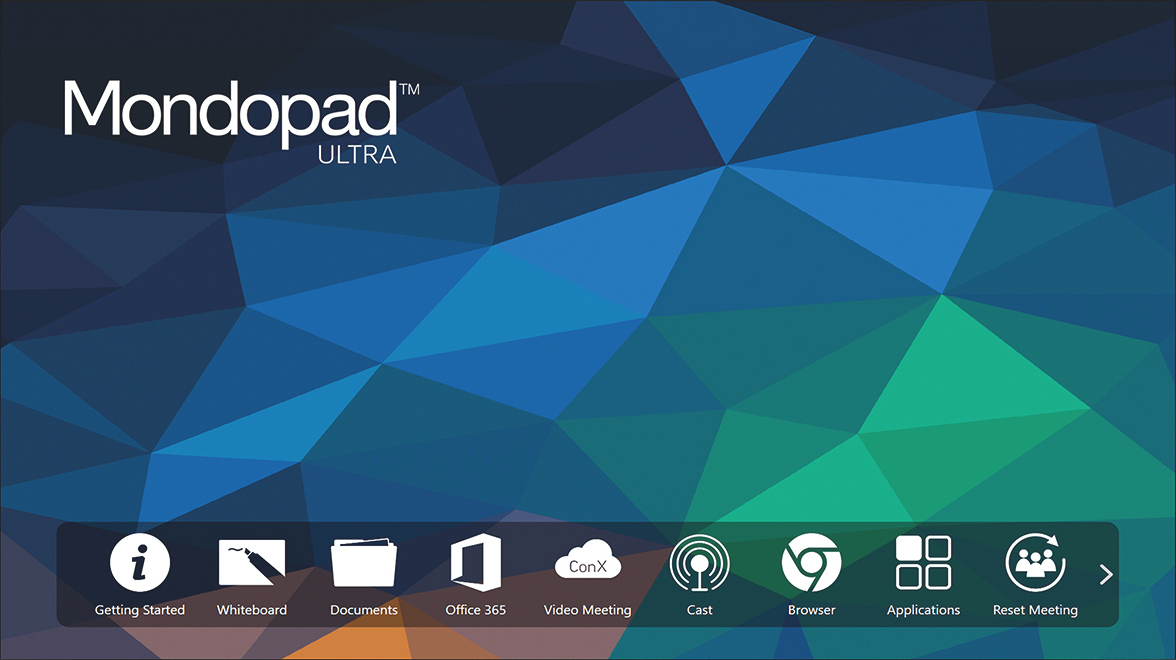 Mondopad™
ULTRA
ConX
Getting Started
Whiteboard
Documents
Office 365
Video Meeting
Cast
Browser
Applications
Reset Meeting